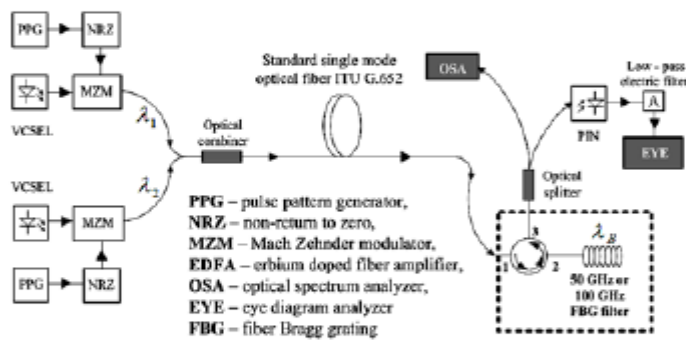 PPG
NRZ
VCSEL
MZM
λ₁
Optical
combiner
Standard single mode
optical fiber ITU G.652
VCSEL
MZM
λ₂
PPG
NRZ
OSA
PIN
Low - pass
electric filter
EYE
Optical
splitter
1
2
3
λ_B
50 GHz or
100 GHz
FBG filter
PPG – pulse pattern generator,
NRZ – non-return to zero,
MZM – Mach Zehnder modulator,
EDFA – erbium doped fiber amplifier,
OSA – optical spectrum analyzer,
EYE – eye diagram analyzer
FBG – fiber Bragg grating